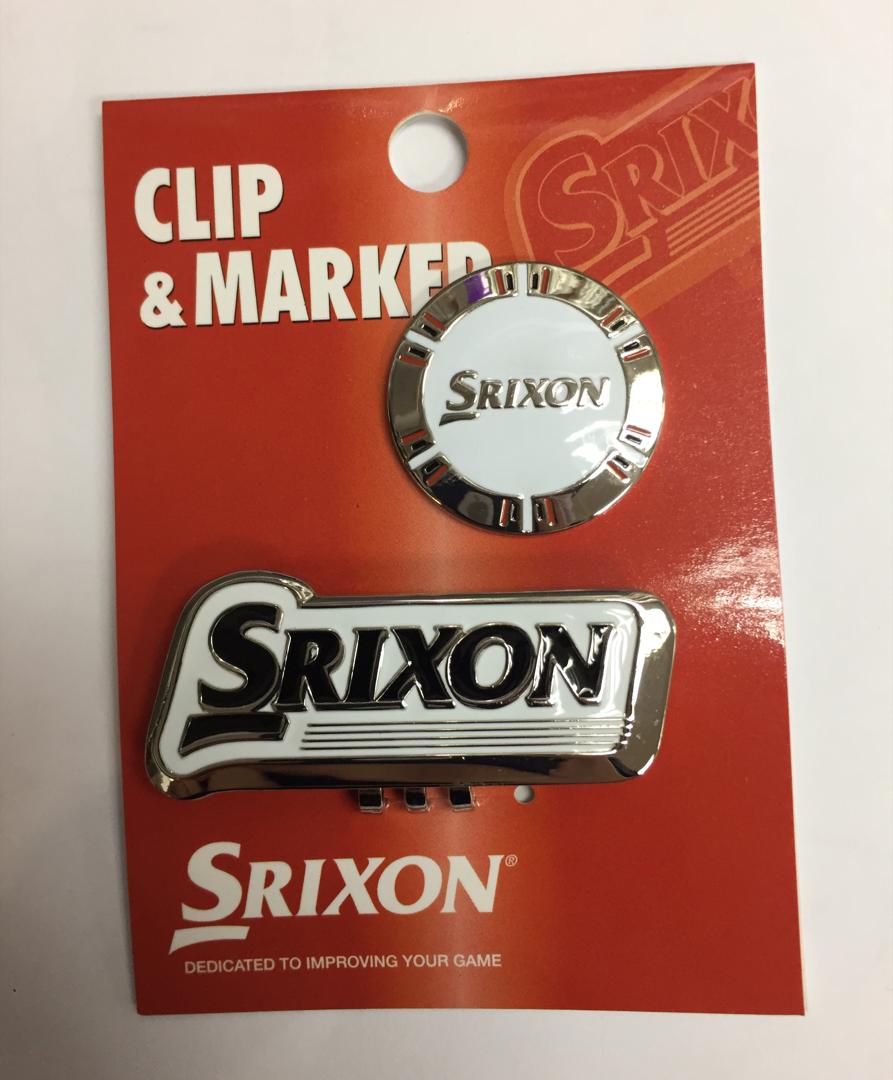 SRIX
CLIP
& MARKER
SRIXON
SRIXON
SRIXON®
DEDICATED TO IMPROVING YOUR GAME